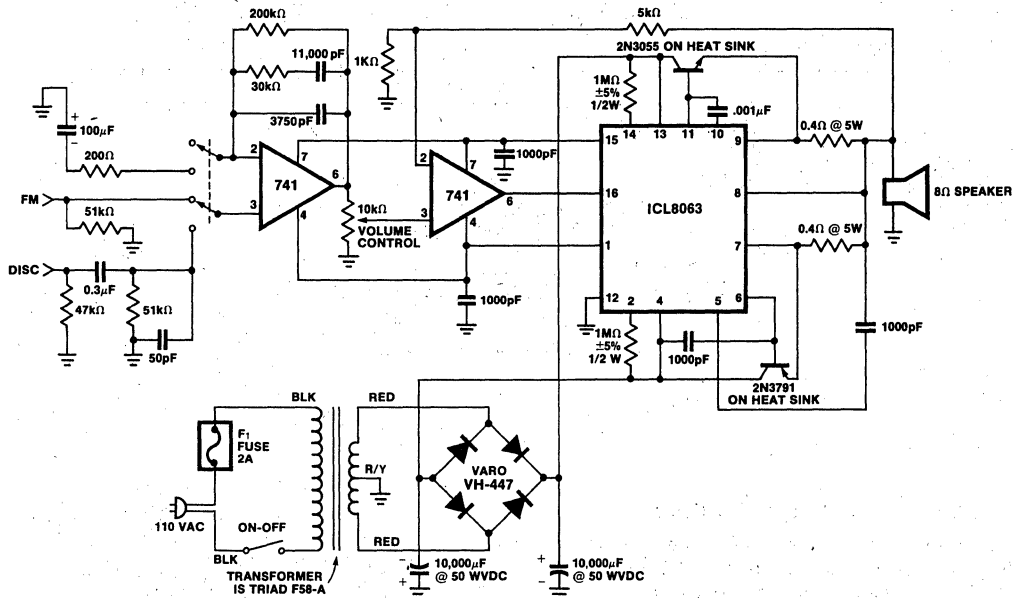 200kΩ
5kΩ
2N3055 ON HEAT SINK
11,000 pF
1KΩ
30kΩ
1MΩ
±5%
1/2W
.001µF
3750pF
+
100µF
-
14
13
11
10
0.4Ω @ 5W
200Ω
2
7
741
6
4
3
1000pF
15
9
2
7
741
6
3
4
16
ICL8063
8
8Ω SPEAKER
FM
51kΩ
10kΩ
VOLUME
CONTROL
0.4Ω @ 5W
1
7
DISC
0.3µF
47kΩ
51kΩ
50pF
1000pF
12
2
4
5
6
1MΩ
±5%
1/2 W
1000pF
1000pF
2N3791
ON HEAT SINK
BLK
RED
F1
FUSE
2A
R/Y
VARO
VH-447
110 VAC
ON-OFF
BLK
RED
TRANSFORMER
IS TRIAD F58-A
-
+
10,000µF
@ 50 WVDC
+
-
10,000µF
@ 50 WVDC